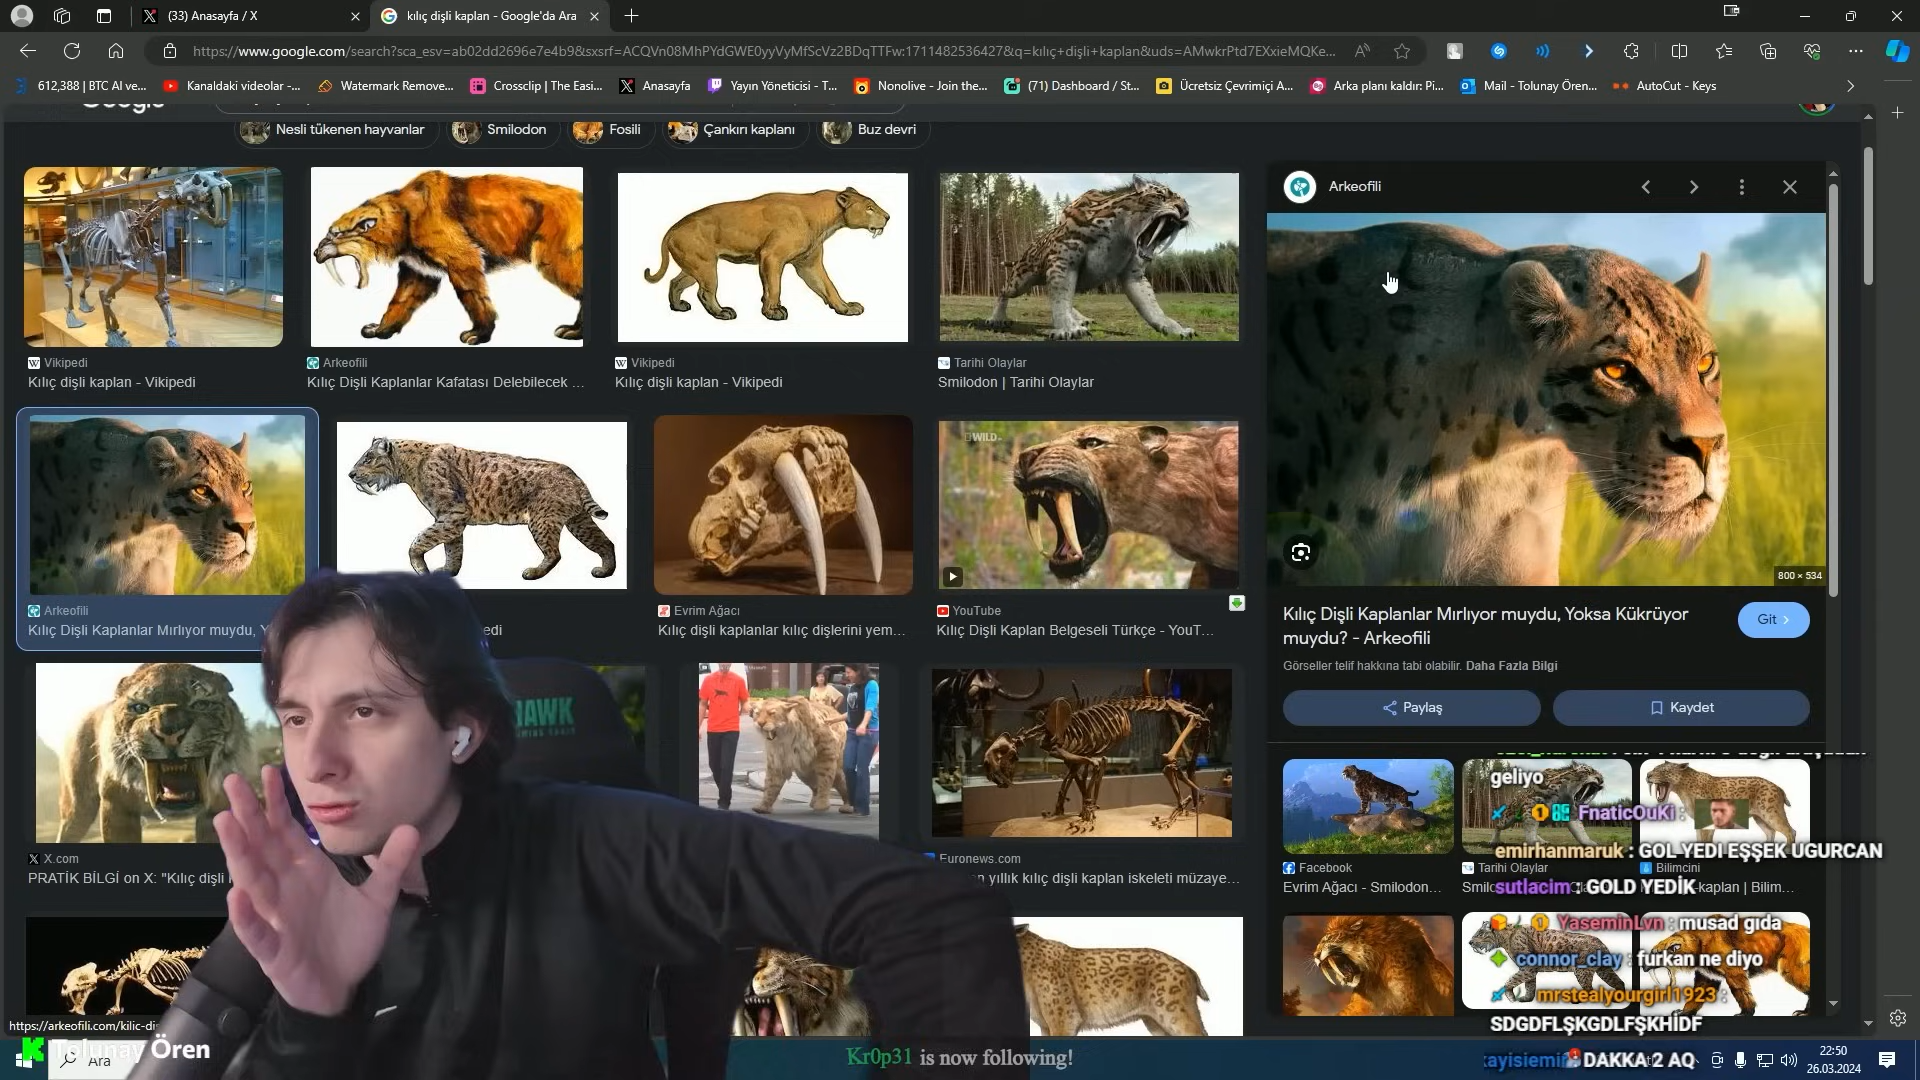 (33) Anasayfa / X
kılıç dişli kaplan - Google'da Ara
https://www.google.com/search?sca_esv=ab02dd2696e7e4b9&sxsrf=ACQVn08MhPYdGWE0yyVyMfScVz2BDqTTFw:1711482536427&q=kılıç+dişli+kaplan&uds=AMwkrPtd7EXxieMQKe...
612,388 | BTC Al ve...
Kanaldaki videolar -...
Watermark Remove...
Crossclip | The Easi...
Anasayfa
Yayın Yöneticisi - T...
Nonolive - Join the...
(71) Dashboard / St...
Ücretsiz Çevrimiçi A...
Arka planı kaldır: Pi...
Mail - Tolunay Ören...
AutoCut - Keys
Google
Nesli tükenen hayvanlar
Smilodon
Fosili
Çankırı kaplanı
Buz devri
Vikipedi
Kılıç dişli kaplan - Vikipedi
Arkeofili
Kılıç Dişli Kaplanlar Kafatası Delebilecek ...
Vikipedi
Kılıç dişli kaplan - Vikipedi
Tarihi Olaylar
Smilodon | Tarihi Olaylar
Arkeofili
800 × 534
Kılıç Dişli Kaplanlar Mırlıyor muydu, Yoksa Kükrüyor
muydu? - Arkeofili
Git
Görseller telif hakkına tabi olabilir. Daha Fazla Bilgi
Paylaş
Kaydet
WILD
Arkeofili
Kılıç Dişli Kaplanlar Mırlıyor muydu, Y
edi
Evrim Ağacı
Kılıç dişli kaplanlar kılıç dişlerini yem...
YouTube
Kılıç Dişli Kaplan Belgeseli Türkçe - YouT...
HAWK
X.com
PRATİK BİLGİ on X: "Kılıç dişli
Euronews.com
n yıllık kılıç dişli kaplan iskeleti müzaye...
Facebook
Evrim Ağacı - Smilodon...
Tarihi Olaylar
Bilimcini
-kaplan | Bilim...
geliyo
FnaticOuKi :
emirhanmaruk : GOL YEDI EŞŞEK UGURCAN
sutlacim : GOLD YEDİK
YaseminLvn : musad gıda
connor_clay : furkan ne diyo
mrstealyourgirl1923 :
SDGDFLŞKGDLFŞKHİDF
kayisiemir
DAKKA 2 AQ
https://arkeofili.com/kilic-di
Tolunay Ören
Ara
Kr0p31 is now following!
22:50
26.03.2024